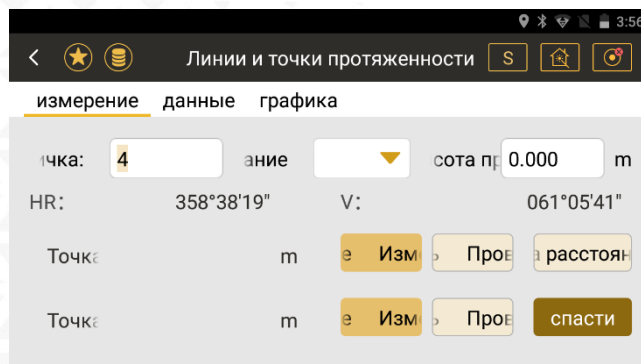 3:56
Линии и точки протяженности S
измерение данные графика
ичка: 4 ание сота пр 0.000 m
HR: 358°38'19" V: 061°05'41"
Точка m е Изм ь Пров а расстоян
Точка m е Изм ь Пров спасти